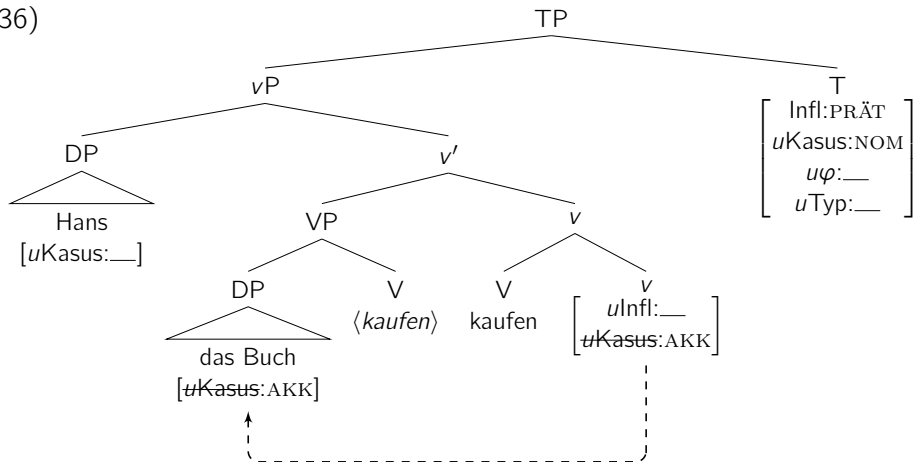 36)
TP
vP
T
Infl:PRÄT
uKasus:NOM
uφ:__
uTyp:__
DP
v′
Hans
[uKasus:__]
VP
v
DP
V
V
v
⟨kaufen⟩
kaufen
uInfl:__
uKasus:AKK
das Buch
[uKasus:AKK]